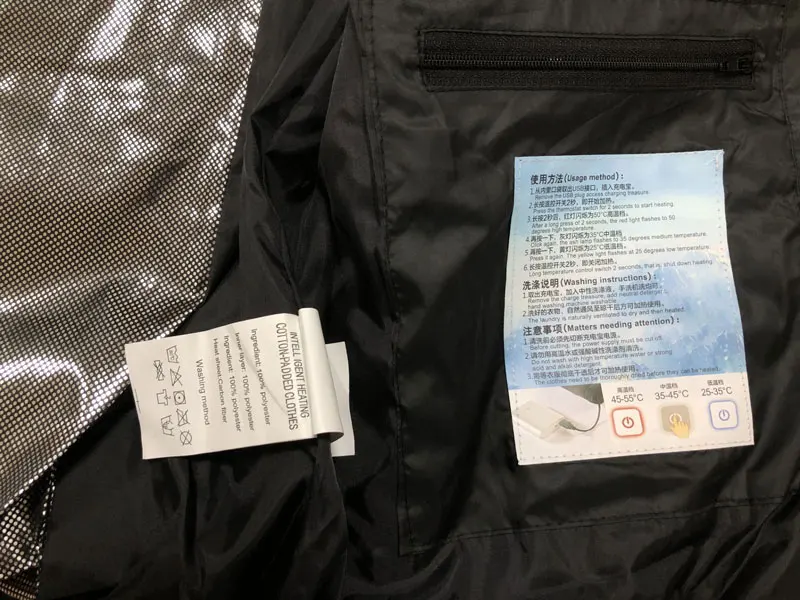 使用方法(Usage method):
1.从内里口袋取出USB接口，插入充电宝。
Remove the USB plug access charging treasure.
2.长按温控开关2秒，即开始加热。
Press the thermostat switch for 2 seconds to start heating.
3.长按2秒后，红灯闪烁为50°C高温档。
After a long press of 2 seconds, the red light flashes to 50
degrees high temperature.
4.再按一下，灰灯闪烁为35°C中温档
Click again, the ash lamp flashes to 35 degrees medium temperature.
5.再按一下，黄灯闪烁为25°C低温档。
Press it again. The yellow light flashes at 25 degrees low temperature.
6.长按温控开关2秒，即关闭加热。
Long temperature control switch 2 seconds, that is, shut down heating.
洗涤说明(Washing instructions):
1.取出充电宝，加入中性洗涤液，手洗机洗均可。
Remove the charge treasure, add neutral detergent,
hand washing machine washable.
2.洗好的衣物，自然通风至晾干后方可加热使用。
The laundry is naturally ventilated to dry and then heated.
注意事项(Matters needing attention):
1.清洗前必须先切断充电宝电源。
Before cutting, the power supply must be cut off.
2.请勿用高温水或强酸碱性洗涤剂清洗。
Do not wash with high temperature water or strong
acid and alkali detergent.
3.需等衣服彻底干透后才可加热使用。
The clothes need to be thoroughly dried before they can be heated.
高温档
45-55°C
中温档
35-45°C
低温档
25-35°C
INTELLIGENT HEATING
COTTON-PADDED CLOTHES
Ingredient: 100% polyester
Inner layer: 100% polyester
Ingredient: 100% polyester
Heat sheet:Carbon fiber
Washing method